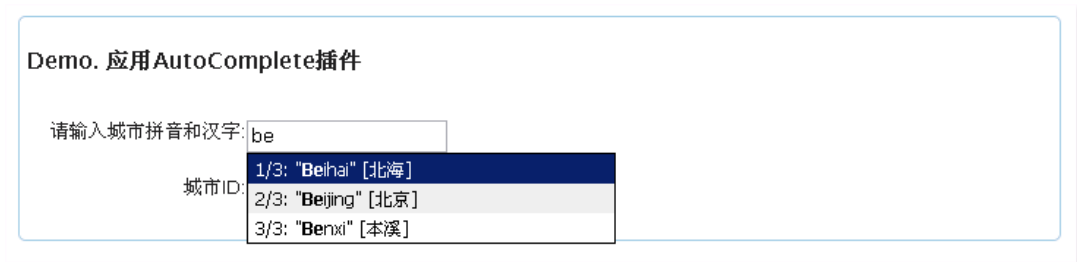 Demo. 应用AutoComplete插件
请输入城市拼音和汉字: be
1/3: "Beihai" [北海]
城市ID:
2/3: "Beijing" [北京]
3/3: "Benxi" [本溪]